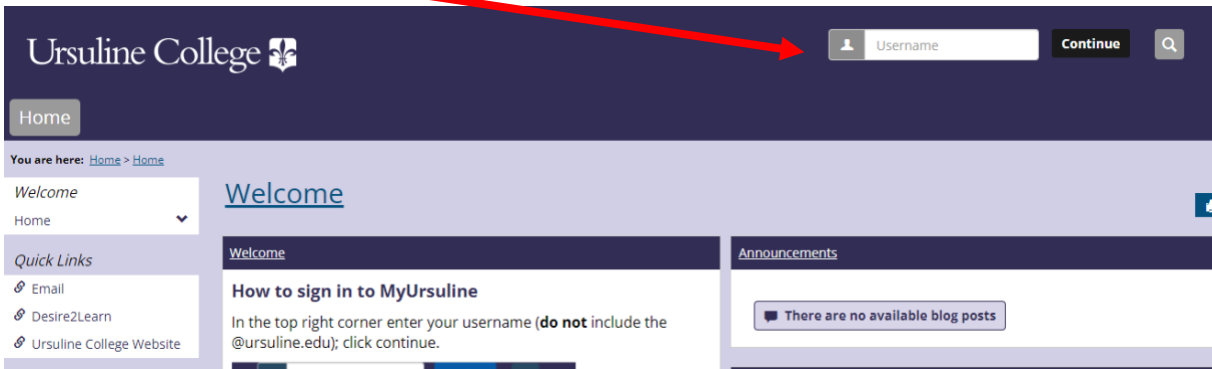 Ursuline College
Username
Continue
Home
You are here: Home > Home
Welcome
Home
Quick Links
Email
Desire2Learn
Ursuline College Website
Welcome
Welcome
How to sign in to MyUrsuline
In the top right corner enter your username (do not include the
@ursuline.edu); click continue.
Announcements
There are no available blog posts